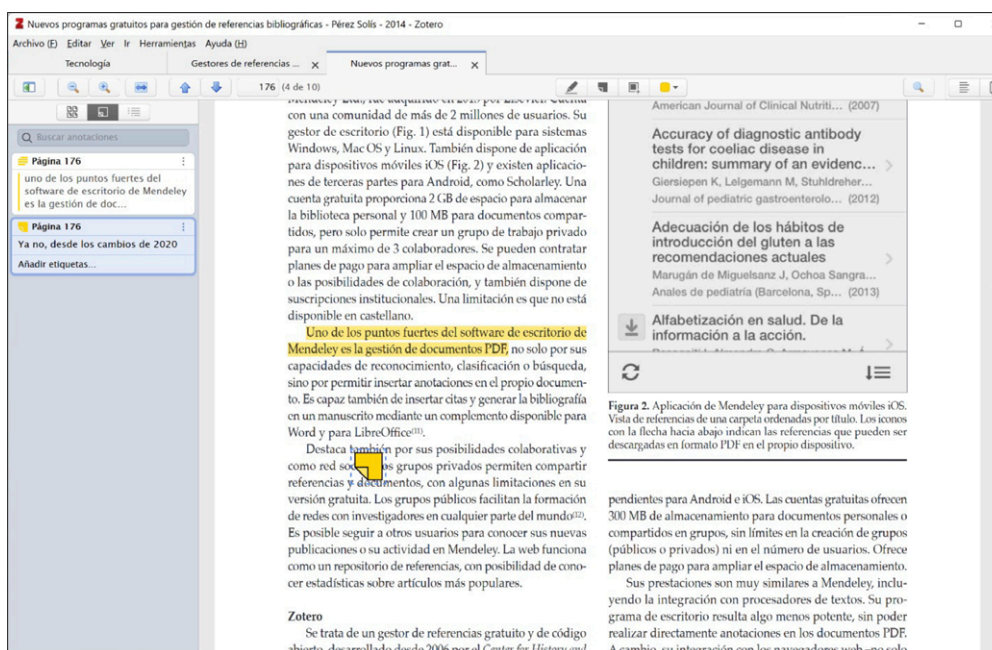 Nuevos programas gratuitos para gestión de referencias bibliográficas - Pérez Solís - 2014 - Zotero
Archivo (F) Editar Ver Ir Herramientas Ayuda (H)
Tecnología
Gestores de referencias ... x
Nuevos programas grat... x
176 (4 de 10)
Buscar anotaciones
Página 176
uno de los puntos fuertes del
software de escritorio de Mendeley
es la gestión de doc...
Página 176
Ya no, desde los cambios de 2020
Añadir etiquetas...
con una comunidad de más de 2 millones de usuarios. Su
gestor de escritorio (Fig. 1) está disponible para sistemas
Windows, Mac OS y Linux. También dispone de aplicación
para dispositivos móviles iOS (Fig. 2) y existen aplicacio-
nes de terceras partes para Android, como Scholarley. Una
cuenta gratuita proporciona 2 GB de espacio para almacenar
la biblioteca personal y 100 MB para documentos compar-
tidos, pero solo permite crear un grupo de trabajo privado
para un máximo de 3 colaboradores. Se pueden contratar
planes de pago para ampliar el espacio de almacenamiento
o las posibilidades de colaboración, y también dispone de
suscripciones institucionales. Una limitación es que no está
disponible en castellano.
Uno de los puntos fuertes del software de escritorio de
Mendeley es la gestión de documentos PDF, no solo por sus
capacidades de reconocimiento, clasificación o búsqueda,
sino por permitir insertar anotaciones en el propio documen-
to. Es capaz también de insertar citas y generar la bibliografía
en un manuscrito mediante un complemento disponible para
Word y para LibreOffice(11).
Destaca también por sus posibilidades colaborativas y
como red grupos privados permiten compartir
referencias y documentos, con algunas limitaciones en su
versión gratuita. Los grupos públicos facilitan la formación
de redes con investigadores en cualquier parte del mundo(12).
Es posible seguir a otros usuarios para conocer sus nuevas
publicaciones o su actividad en Mendeley. La web funciona
como un repositorio de referencias, con posibilidad de cono-
cer estadísticas sobre artículos más populares.
Zotero
Se trata de un gestor de referencias gratuito y de código
abierto, desarrollado desde 2006 por el Center for History and
American Journal of Clinical Nutriti... (2007)
Accuracy of diagnostic antibody
tests for coeliac disease in
children: summary of an evidenc...
Giersiepen K, Lelgemann M, Stuhldreher...
Journal of pediatric gastroenterolo... (2012)
Adecuación de los hábitos de
introducción del gluten a las
recomendaciones actuales
Marugán de Miguelsanz J, Ochoa Sangra...
Anales de pediatría (Barcelona, Sp... (2013)
Alfabetización en salud. De la
información a la acción.
Figura 2. Aplicación de Mendeley para dispositivos móviles iOS.
Vista de referencias de una carpeta ordenadas por título. Los iconos
con la flecha hacia abajo indican las referencias que pueden ser
descargadas en formato PDF en el propio dispositivo.
pendientes para Android e iOS. Las cuentas gratuitas ofrecen
300 MB de almacenamiento para documentos personales o
compartidos en grupos, sin límites en la creación de grupos
(públicos o privados) ni en el número de usuarios. Ofrece
planes de pago para ampliar el espacio de almacenamiento.
Sus prestaciones son muy similares a Mendeley, inclu-
yendo la integración con procesadores de textos. Su pro-
grama de escritorio resulta algo menos potente, sin poder
realizar directamente anotaciones en los documentos PDF.
A cambio, su integración con los navegadores web –no solo